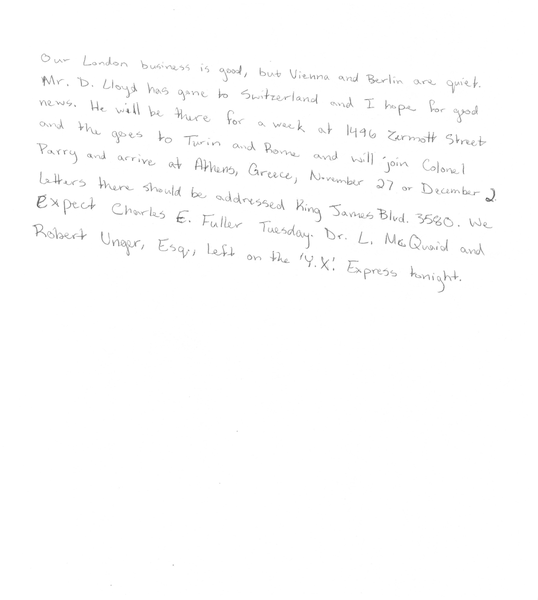 Our London business is good, but Vienna and Berlin are quiet.
Mr. D. Lloyd has gone to Switzerland and I hope for good
news. He will be there for a week at 1496 Zermott Street
and the goes to Turin and Rome and will join Colonel
Parry and arrive at Athens, Greece, November 27 or December 2.
Letters there should be addressed King James Blvd. 3580. We
expect Charles E. Fuller Tuesday. Dr. L. McQuaid and
Robert Unger, Esq., left on the 'Y.X.' Express tonight.